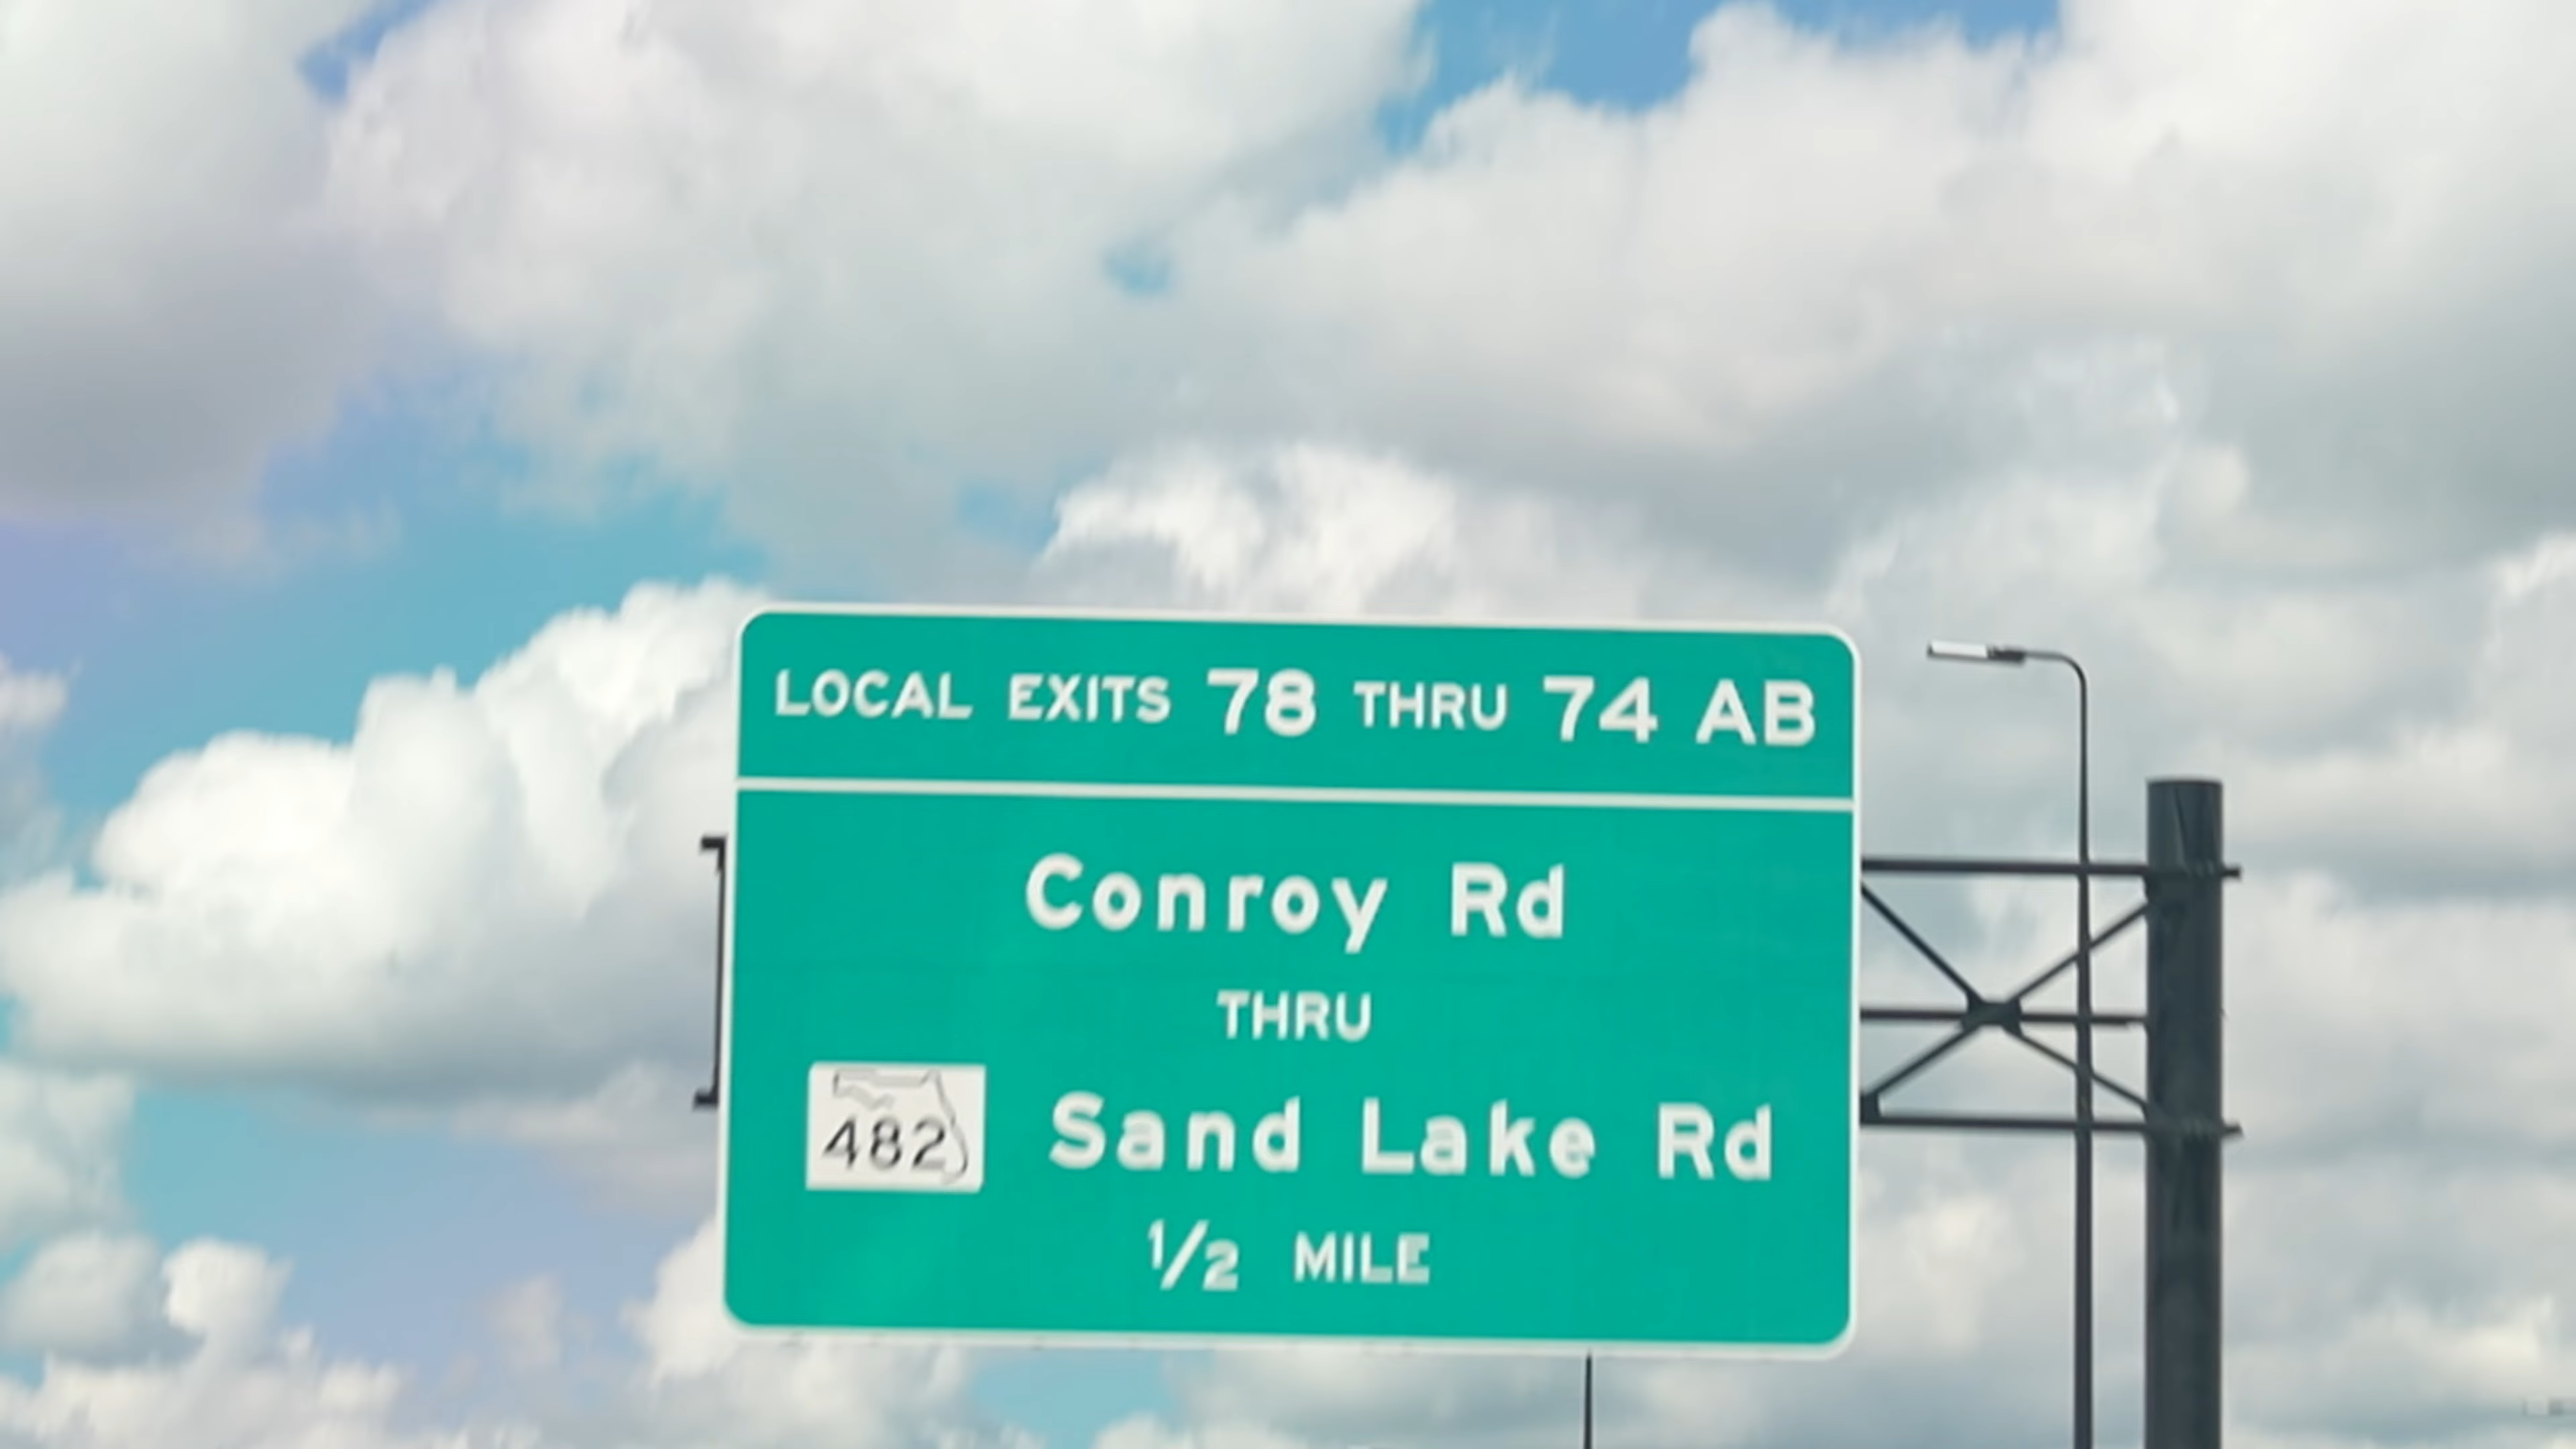 LOCAL EXITS 78 THRU 74 AB
Conroy Rd
THRU
482 Sand Lake Rd
1/2 MILE